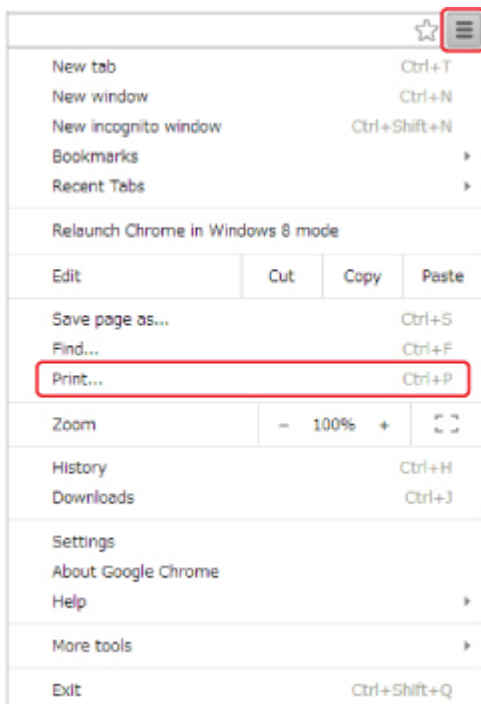 New tab Ctrl+T
New window Ctrl+N
New incognito window Ctrl+Shift+N
Bookmarks
Recent Tabs
Relaunch Chrome in Windows 8 mode
Edit Cut Copy Paste
Save page as... Ctrl+S
Find... Ctrl+F
Print... Ctrl+P
Zoom − 100% +
History Ctrl+H
Downloads Ctrl+J
Settings
About Google Chrome
Help
More tools
Exit Ctrl+Shift+Q